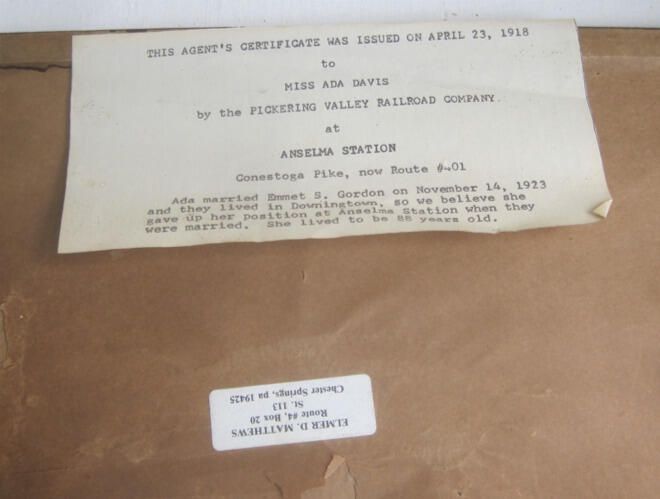 THIS AGENT'S CERTIFICATE WAS ISSUED ON APRIL 23, 1918
to
MISS ADA DAVIS
by the PICKERING VALLEY RAILROAD COMPANY
at
ANSELMA STATION
Conestoga Pike, now Route #401
Ada married Emmet S. Gordon on November 14, 1923
and they lived in Downingtown, so we believe she
gave up her position at Anselma Station when they
were married. She lived to be 88 years old.
ELMER D. MATTHEWS
Route #4, Box 20
St. 113
Chester Springs, pa 19425